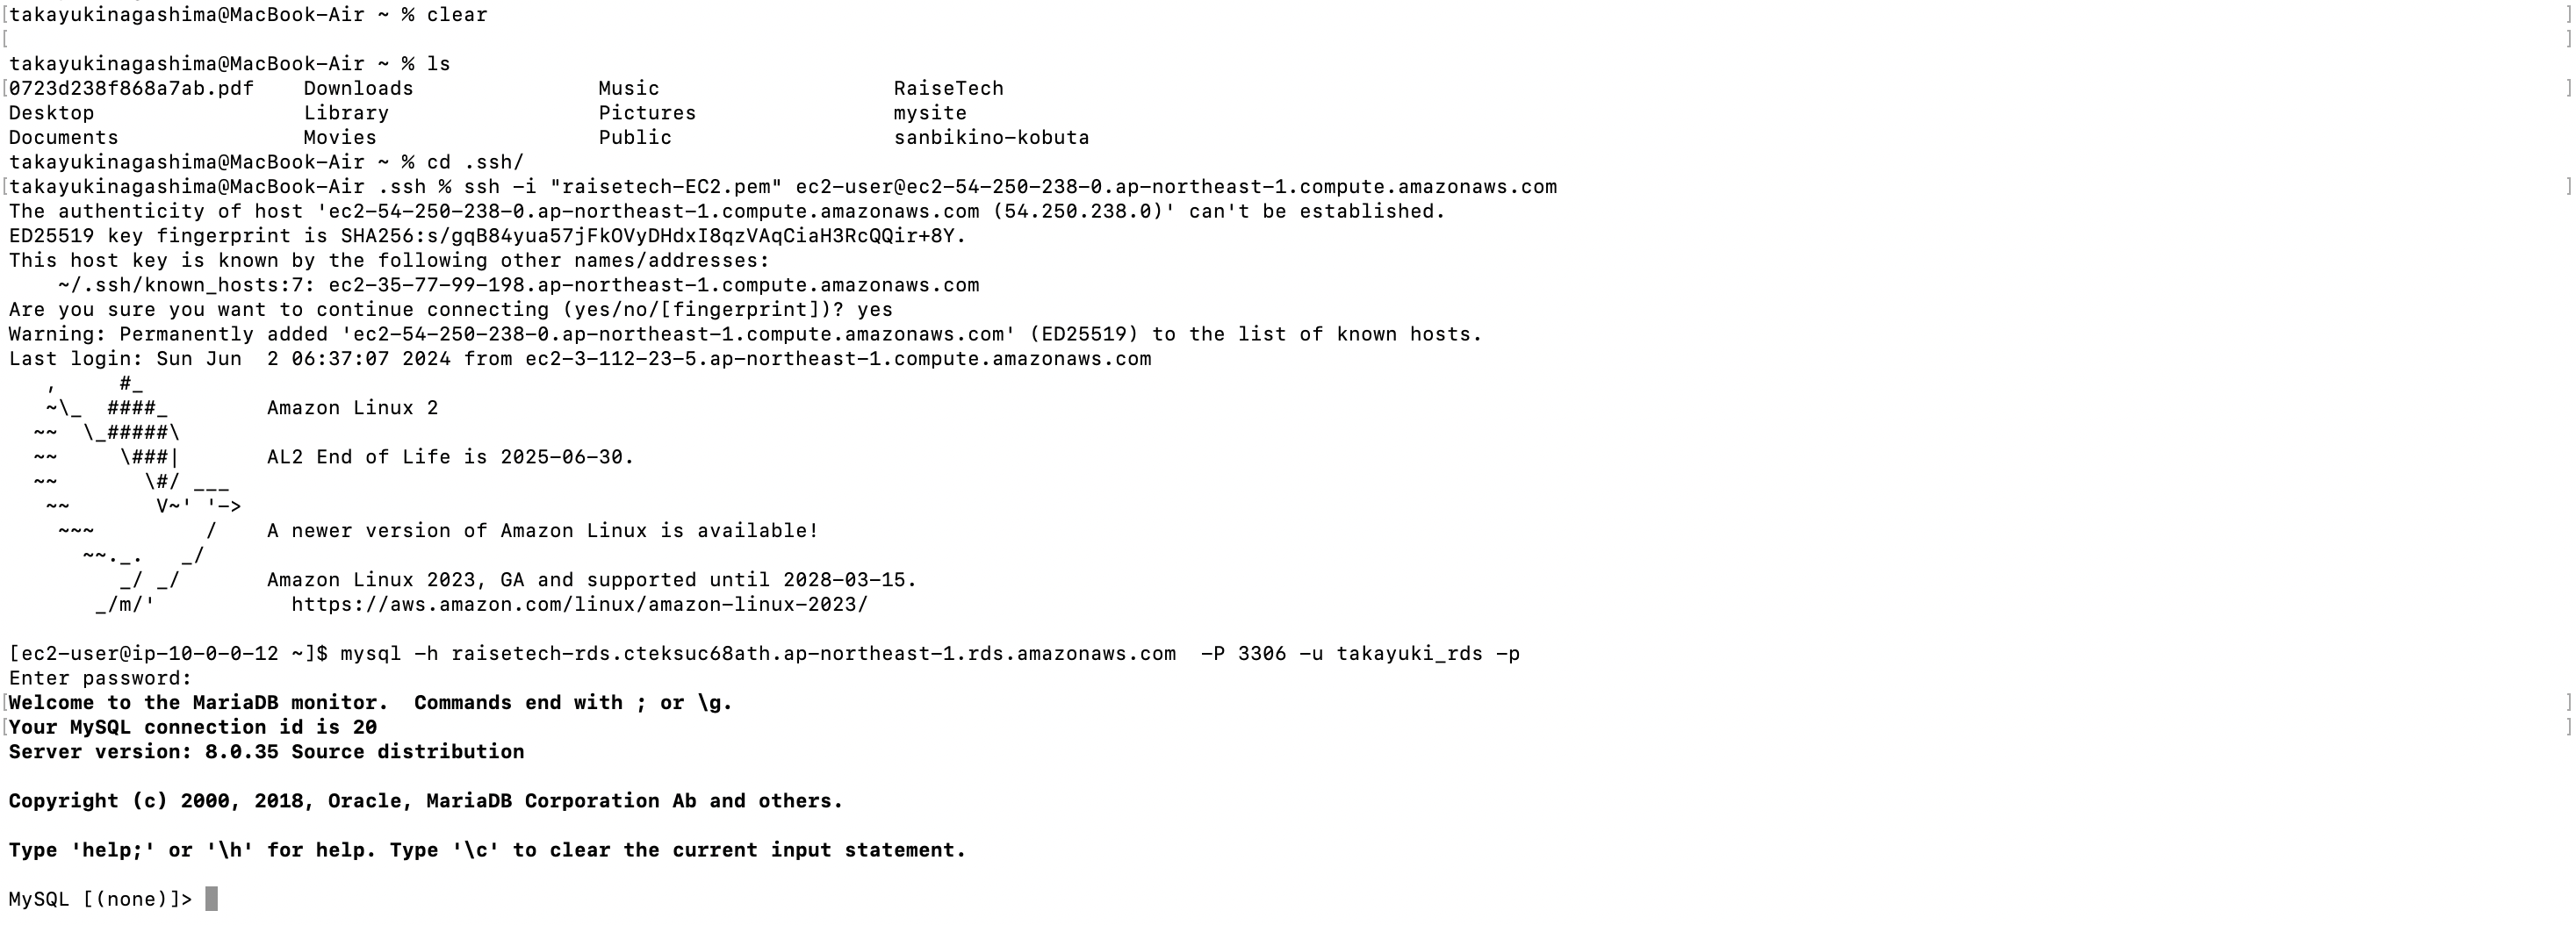 [takayukinagashima@MacBook-Air ~ % clear ]
[ ]
takayukinagashima@MacBook-Air ~ % ls
[0723d238f868a7ab.pdf    Downloads               Music                   RaiseTech ]
Desktop                 Library                 Pictures                mysite
Documents               Movies                  Public                  sanbikino-kobuta
takayukinagashima@MacBook-Air ~ % cd .ssh/
[takayukinagashima@MacBook-Air .ssh % ssh -i "raisetech-EC2.pem" ec2-user@ec2-54-250-238-0.ap-northeast-1.compute.amazonaws.com ]
The authenticity of host 'ec2-54-250-238-0.ap-northeast-1.compute.amazonaws.com (54.250.238.0)' can't be established.
ED25519 key fingerprint is SHA256:s/gqB84yua57jFkOVyDHdxI8qzVAqCiaH3RcQQir+8Y.
This host key is known by the following other names/addresses:
    ~/.ssh/known_hosts:7: ec2-35-77-99-198.ap-northeast-1.compute.amazonaws.com
Are you sure you want to continue connecting (yes/no/[fingerprint])? yes
Warning: Permanently added 'ec2-54-250-238-0.ap-northeast-1.compute.amazonaws.com' (ED25519) to the list of known hosts.
Last login: Sun Jun  2 06:37:07 2024 from ec2-3-112-23-5.ap-northeast-1.compute.amazonaws.com
   ,     #_
   ~\_  ####_        Amazon Linux 2
  ~~  \_#####\
  ~~     \###|       AL2 End of Life is 2025-06-30.
  ~~       \#/ ___
   ~~       V~' '->
    ~~~         /    A newer version of Amazon Linux is available!
      ~~._.   _/
         _/ _/       Amazon Linux 2023, GA and supported until 2028-03-15.
       _/m/'           https://aws.amazon.com/linux/amazon-linux-2023/
[ec2-user@ip-10-0-0-12 ~]$ mysql -h raisetech-rds.cteksuc68ath.ap-northeast-1.rds.amazonaws.com  -P 3306 -u takayuki_rds -p
Enter password:
[Welcome to the MariaDB monitor.  Commands end with ; or \g. ]
[Your MySQL connection id is 20 ]
Server version: 8.0.35 Source distribution
Copyright (c) 2000, 2018, Oracle, MariaDB Corporation Ab and others.
Type 'help;' or '\h' for help. Type '\c' to clear the current input statement.
MySQL [(none)]>